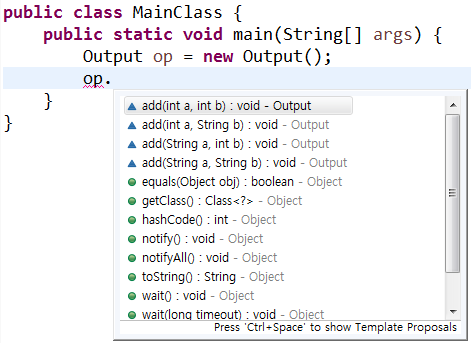 public class MainClass {
public static void main(String[] args) {
Output op = new Output();
op.
}
}
add(int a, int b) : void - Output
add(int a, String b) : void - Output
add(String a, int b) : void - Output
add(String a, String b) : void - Output
equals(Object obj) : boolean - Object
getClass() : Class<?> - Object
hashCode() : int - Object
notify() : void - Object
notifyAll() : void - Object
toString() : String - Object
wait() : void - Object
wait(long timeout) : void - Object
Press 'Ctrl+Space' to show Template Proposals